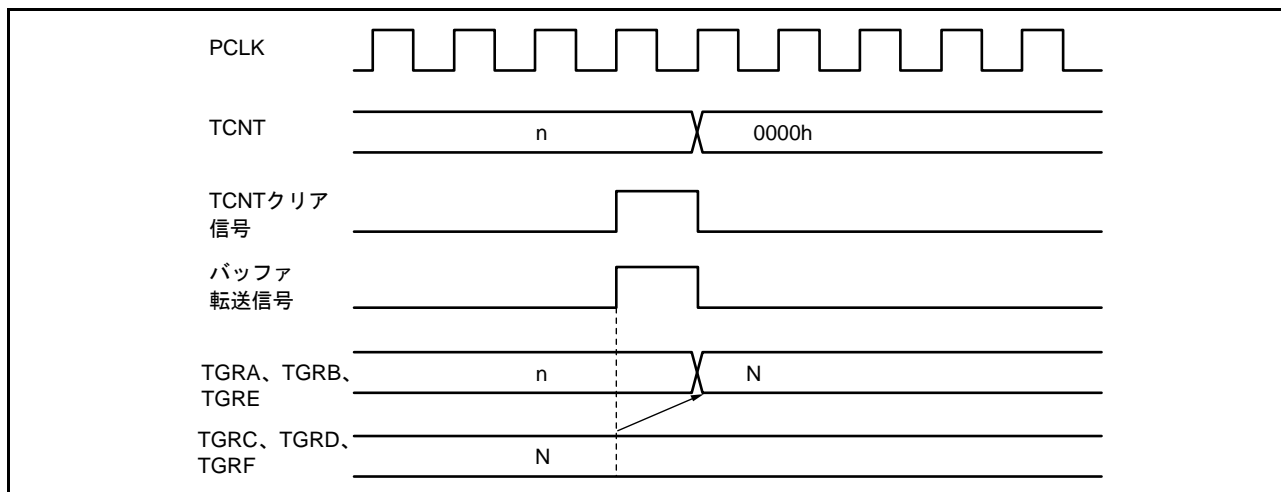 PCLK
TCNT
n
0000h
TCNTクリア
信号
バッファ
転送信号
TGRA、TGRB、
TGRE
n
N
TGRC、TGRD、
TGRF
N